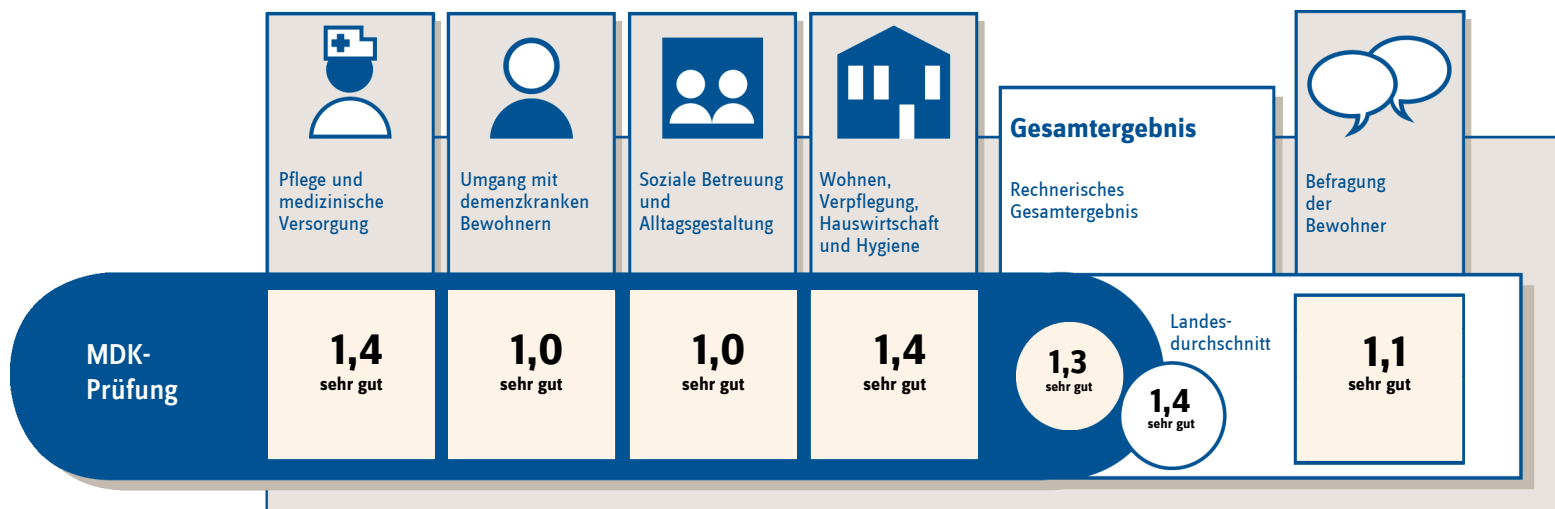 Pflege und
medizinische
Versorgung
Umgang mit
demenzkranken
Bewohnern
Soziale Betreuung
und
Alltagsgestaltung
Wohnen,
Verpflegung,
Hauswirtschaft
und Hygiene
Gesamtergebnis
Rechnerisches
Gesamtergebnis
Befragung
der
Bewohner
MDK-
Prüfung
1,4
sehr gut
1,0
sehr gut
1,0
sehr gut
1,4
sehr gut
1,3
sehr gut
Landes-
durchschnitt
1,4
sehr gut
1,1
sehr gut